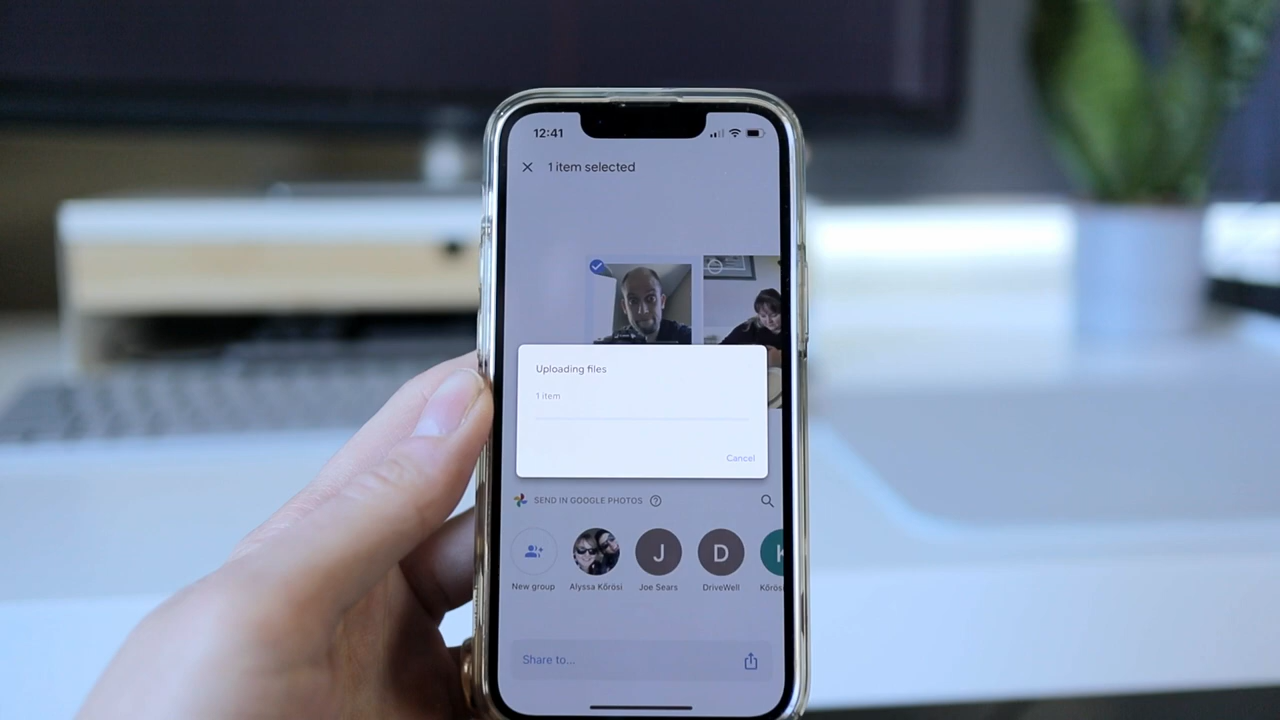 12:41
1 item selected
Uploading files
1 item
Cancel
SEND IN GOOGLE PHOTOS
J
D
New group
Alyssa Kőrösi
Joe Sears
DriveWell
Share to...